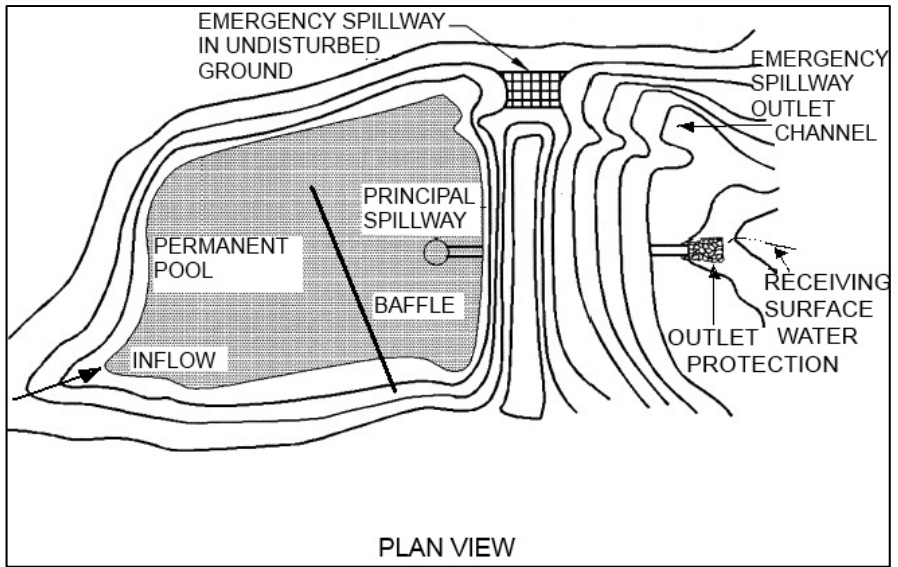 EMERGENCY SPILLWAY
IN UNDISTURBED
GROUND
EMERGENCY
SPILLWAY
OUTLET
CHANNEL
PRINCIPAL
SPILLWAY
PERMANENT
POOL
BAFFLE
INFLOW
RECEIVING
SURFACE
WATER
OUTLET
PROTECTION
PLAN VIEW